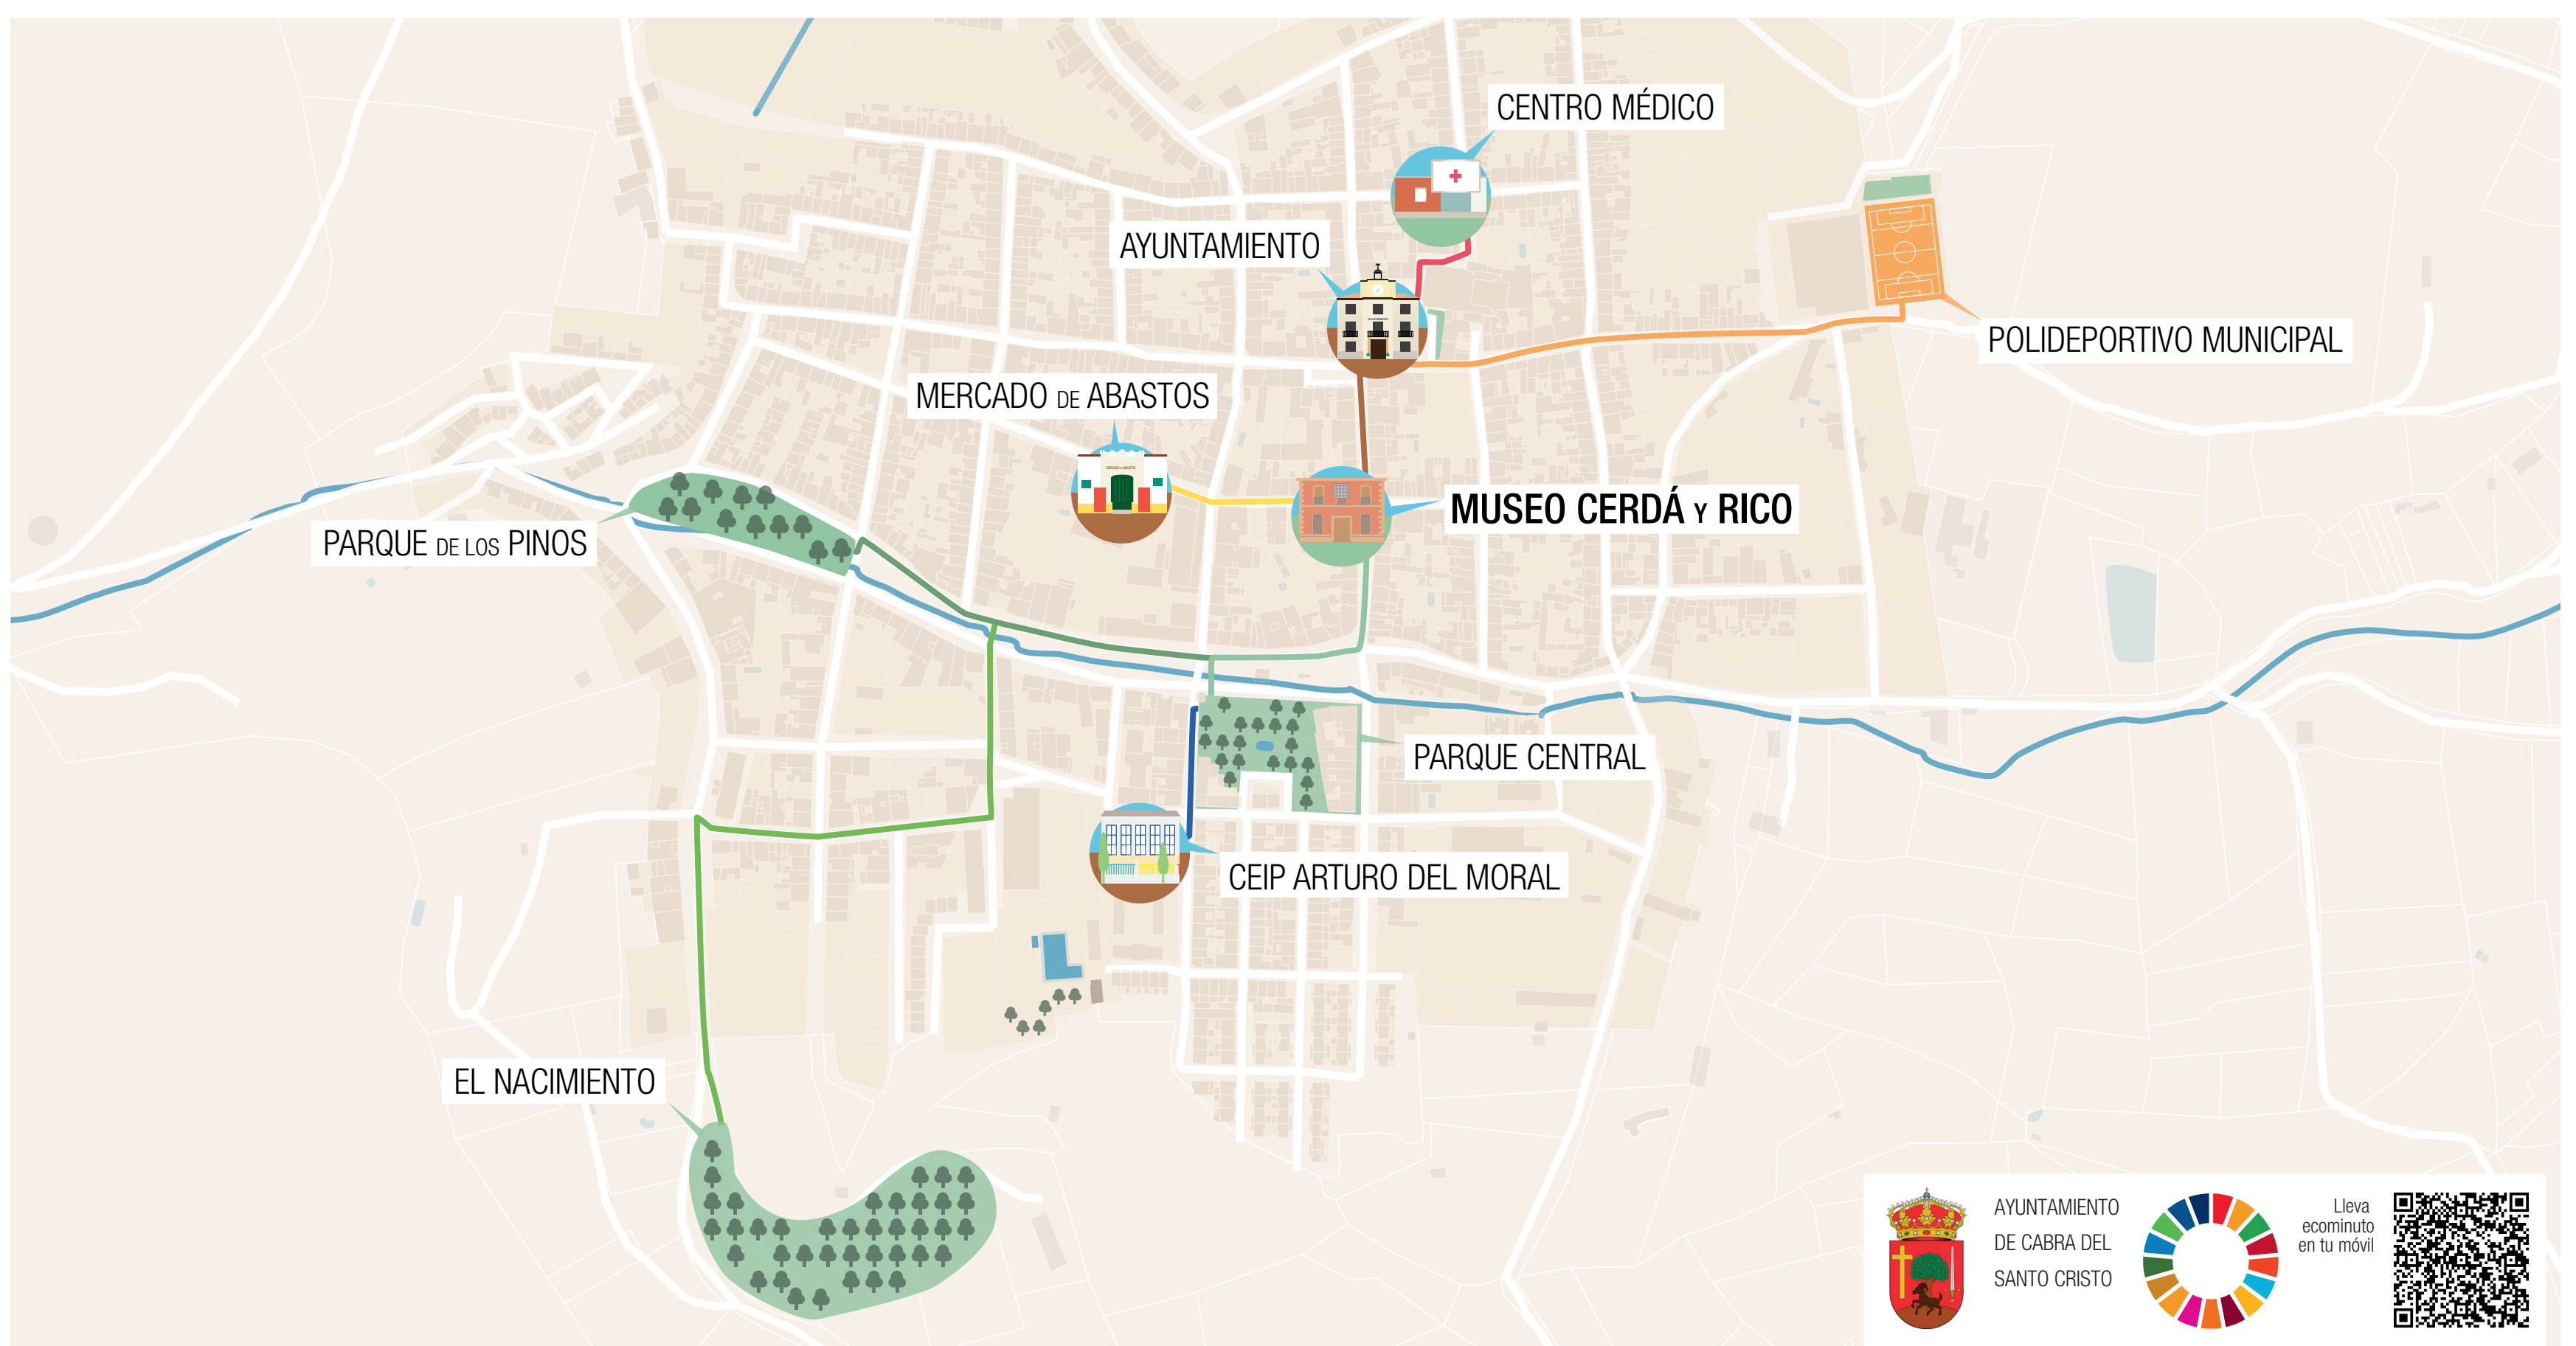 CENTRO MÉDICO
AYUNTAMIENTO
POLIDEPORTIVO MUNICIPAL
MERCADO DE ABASTOS
MUSEO CERDÁ Y RICO
PARQUE DE LOS PINOS
PARQUE CENTRAL
CEIP ARTURO DEL MORAL
EL NACIMIENTO
AYUNTAMIENTO
DE CABRA DEL
SANTO CRISTO
Lleva
ecominuto
en tu móvil